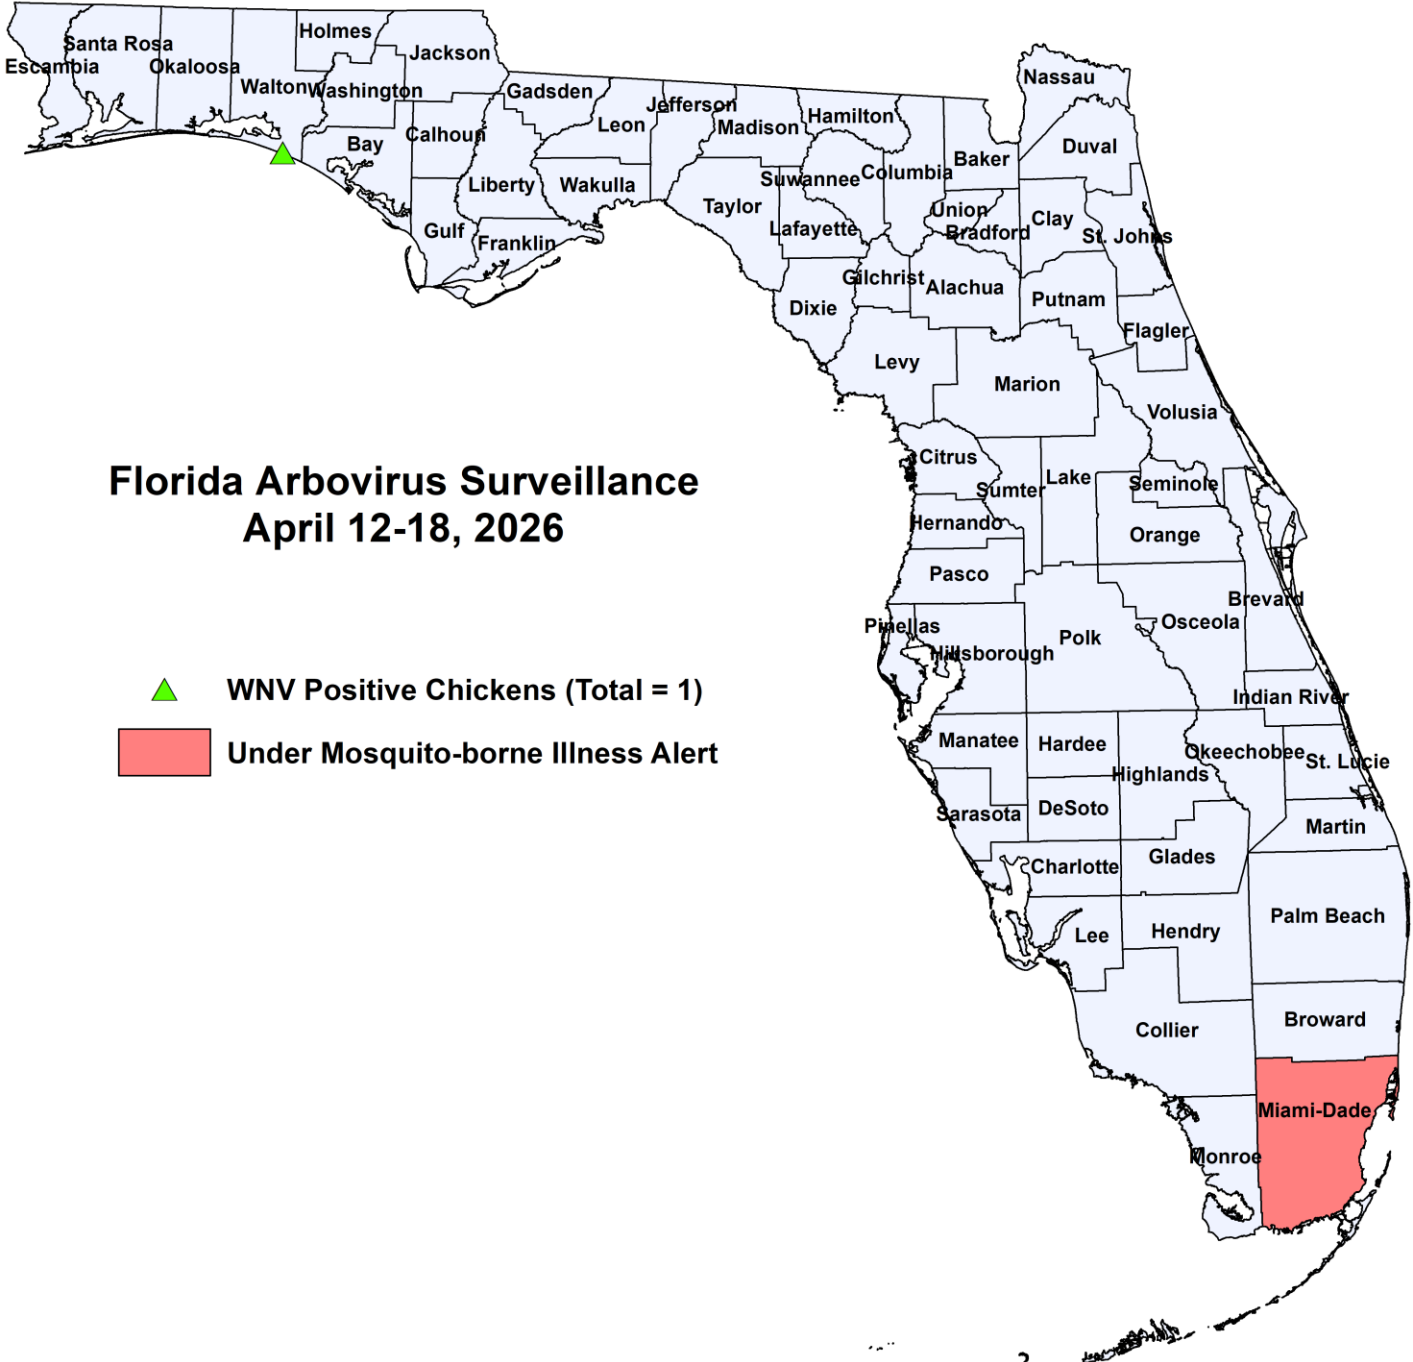 Holmes
Santa Rosa
Jackson
Escambia
Okaloosa
Walton
Washington
Gadsden
Nassau
Jefferson
Hamilton
Leon
Madison
Calhoun
Bay
Duval
Baker
Columbia
Suwannee
Liberty
Wakulla
Taylor
Union
Clay
Lafayette
Bradford
St. Johns
Gulf
Franklin
Gilchrist
Alachua
Putnam
Dixie
Flagler
Levy
Marion
Volusia
Citrus
Lake
Seminole
Sumter
Florida Arbovirus Surveillance
April 12-18, 2026
Hernando
Orange
Pasco
Brevard
Osceola
Pinellas
Polk
Hillsborough
WNV Positive Chickens (Total = 1)
Under Mosquito-borne Illness Alert
Indian River
Manatee
Hardee
Okeechobee
St. Lucie
Highlands
Sarasota
DeSoto
Martin
Charlotte
Glades
Palm Beach
Lee
Hendry
Broward
Collier
Miami-Dade
Monroe